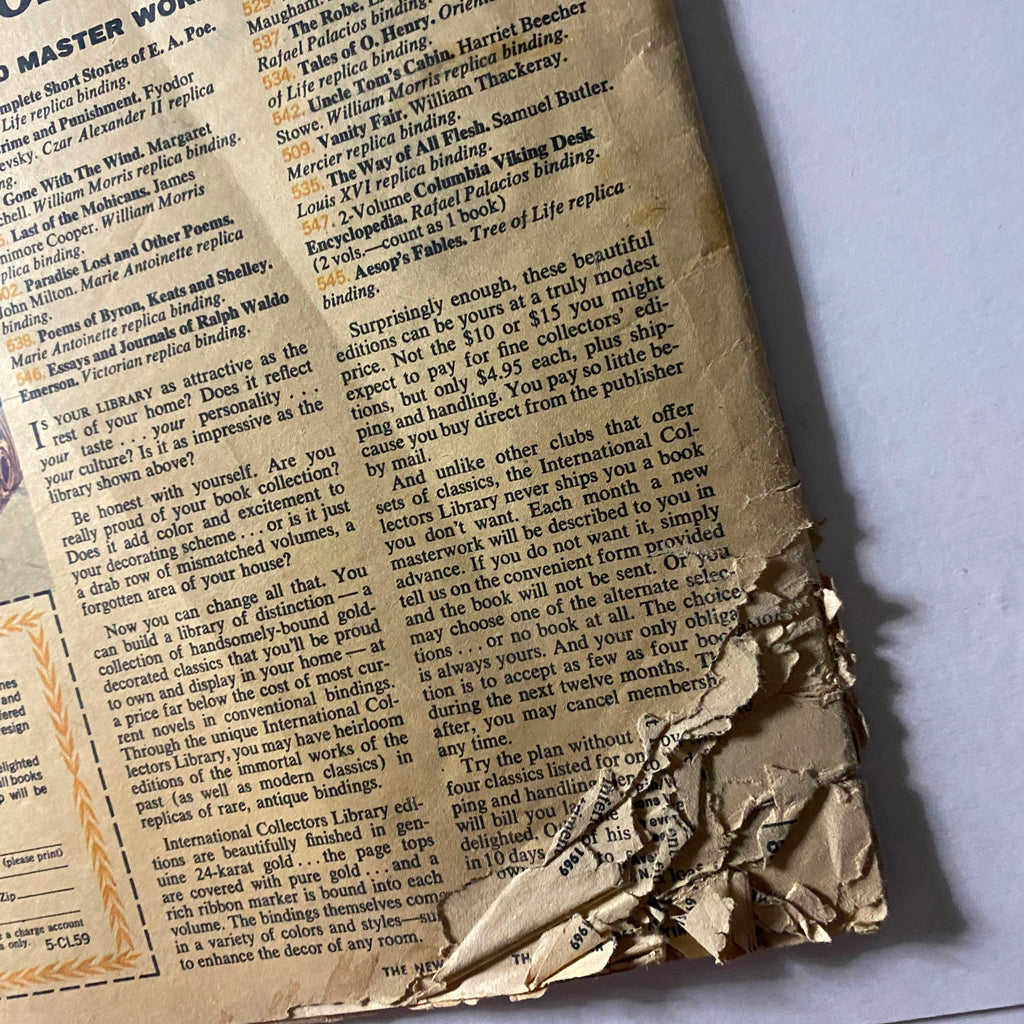 O MASTER WOR
mplete Short Stories of E. A. Poe.
Life replica binding.
rime and Punishment. Fyodor
evsky. Czar Alexander II replica
ng.
Gone With The Wind. Margaret
chell. William Morris replica binding.
Last of the Mohicans. James
nimore Cooper. William Morris
plica binding.
02. Paradise Lost and Other Poems.
John Milton. Marie Antoinette replica
binding.
538. Poems of Byron, Keats and Shelley.
Marie Antoinette replica binding.
546. Essays and Journals of Ralph Waldo
Emerson. Victorian replica binding.
IS YOUR LIBRARY as attractive as the
rest of your home? Does it reflect
your taste . . . your personality . . .
your culture? Is it as impressive as the
library shown above?
Be honest with yourself. Are you
really proud of your book collection?
Does it add color and excitement to
your decorating scheme . . . or is it just
a drab row of mismatched volumes, a
forgotten area of your house?
Now you can change all that. You
can build a library of distinction — a
collection of handsomely-bound gold-
decorated classics that you'll be proud
to own and display in your home — at
a price far below the cost of most cur-
rent novels in conventional bindings.
Through the unique International Col-
lectors Library, you may have heirloom
editions of the immortal works of the
past (as well as modern classics) in
replicas of rare, antique bindings.
International Collectors Library edi-
tions are beautifully finished in gen-
uine 24-karat gold . . . the page tops
are covered with pure gold . . . and a
rich ribbon marker is bound into each
volume. The bindings themselves com
in a variety of colors and styles—su
to enhance the decor of any room.
529.
Maugham.
537. The Robe.
Rafael Palacios binding.
534. Tales of O. Henry. Orient
of Life replica binding.
542. Uncle Tom's Cabin. Harriet Beecher
Stowe. William Morris replica binding.
509. Vanity Fair. William Thackeray.
Mercier replica binding.
535. The Way of All Flesh. Samuel Butler.
Louis XVI replica binding.
547. 2-Volume Columbia Viking Desk
Encyclopedia. Rafael Palacios binding.
(2 vols.—count as 1 book)
545. Aesop's Fables. Tree of Life replica
binding.
Surprisingly enough, these beautiful
editions can be yours at a truly modest
price. Not the $10 or $15 you might
expect to pay for fine collectors' edi-
tions, but only $4.95 each, plus ship-
ping and handling. You pay so little be-
cause you buy direct from the publisher
by mail.
And unlike other clubs that offer
sets of classics, the International Col-
lectors Library never ships you a book
you don't want. Each month a new
masterwork will be described to you in
advance. If you do not want it, simply
tell us on the convenient form provided
and the book will not be sent. Or you
may choose one of the alternate selec-
tions . . . or no book at all. The choice
is always yours. And your only obliga-
tion is to accept as few as four boo
during the next twelve months. Th
after, you may cancel membersh
any time.
Try the plan without
four classics listed for on
ping and handling
will bill you la
delighted. O
in 10 days
own
nes
and
fered
esign
elighted
ll books
p will be
(please print)
Zip
e a charge account
a only. 5-CL59
THE NEW
TH
1969
969
of his
to